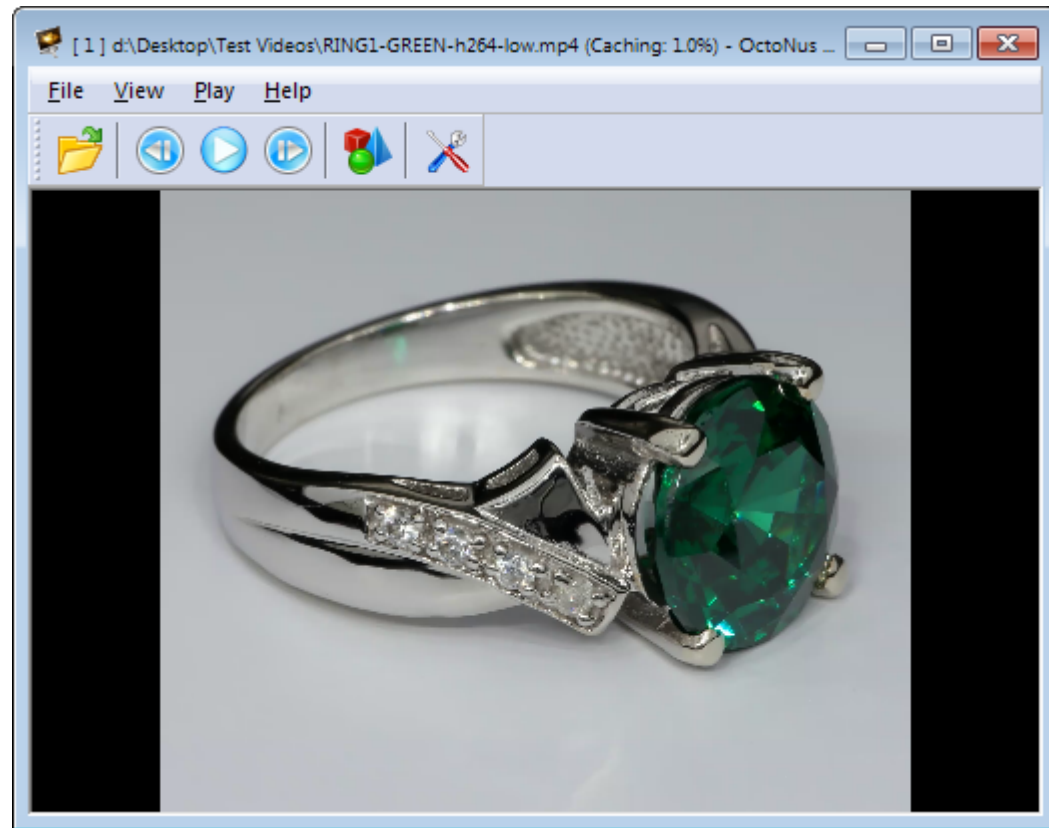 [ 1 ] d:\Desktop\Test Videos\RING1-GREEN-h264-low.mp4 (Caching: 1.0%) - OctoNus ...
File View Play Help